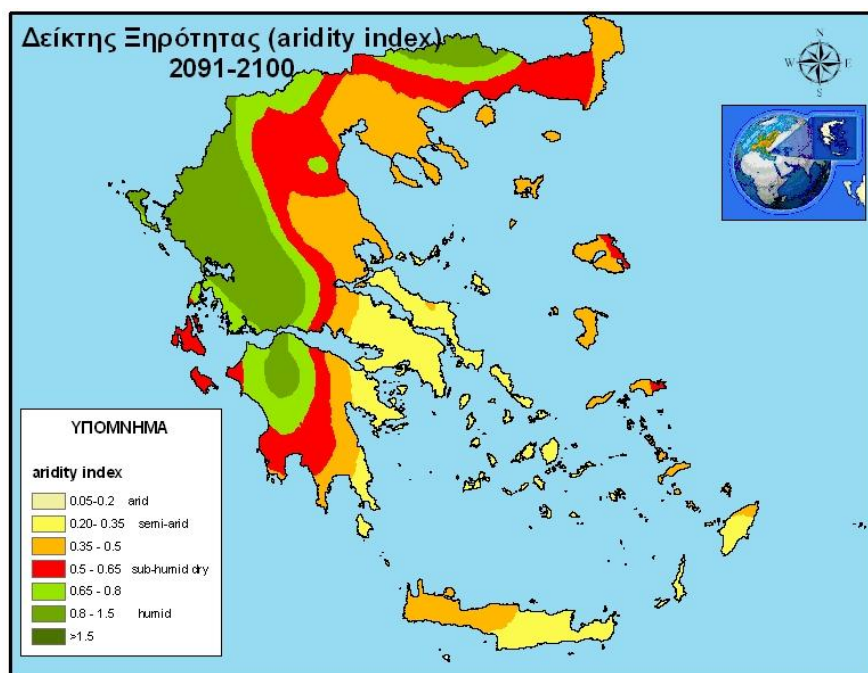 Δείκτης Ξηρότητας (aridity index)
2091-2100
N
W E
S
ΥΠΟΜΝΗΜΑ
aridity index
0.05-0.2 arid
0.20- 0.35 semi-arid
0.35 - 0.5
0.5 - 0.65 sub-humid dry
0.65 - 0.8
0.8 - 1.5 humid
>1.5